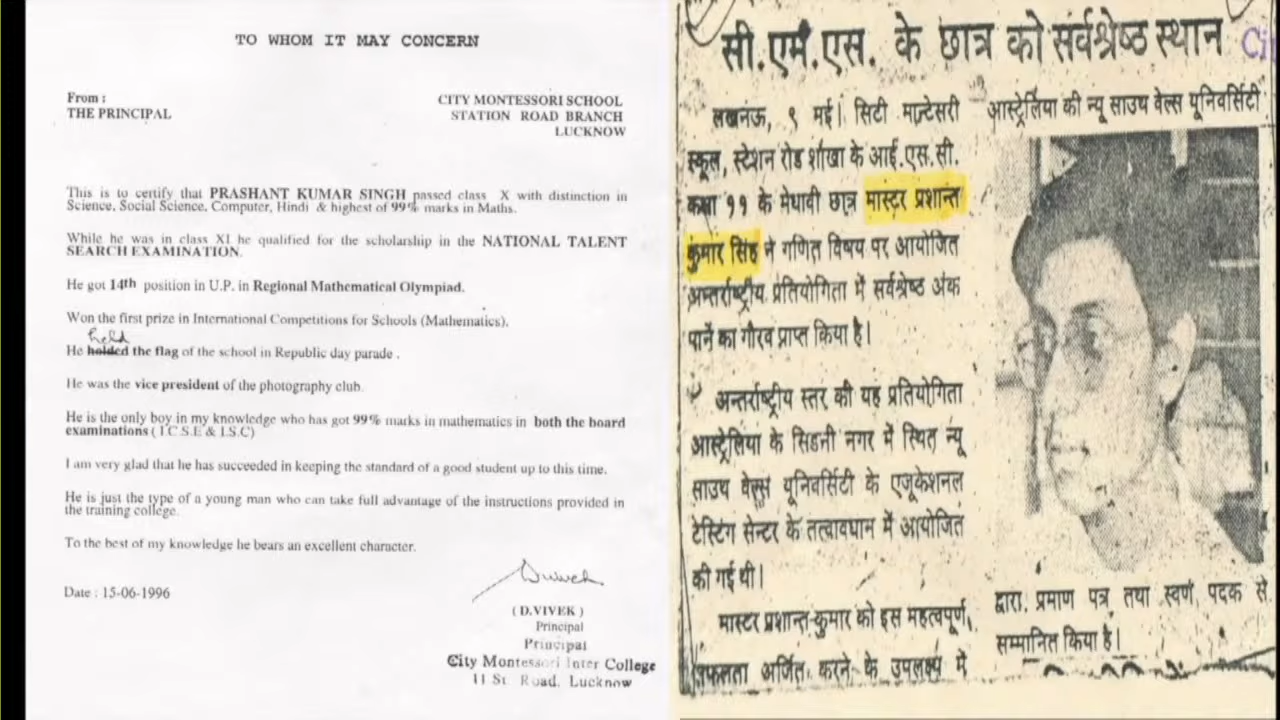 TO WHOM IT MAY CONCERN
From :
THE PRINCIPAL
CITY MONTESSORI SCHOOL
STATION ROAD BRANCH
LUCKNOW
This is to certify that PRASHANT KUMAR SINGH passed class X with distinction in
Science, Social Science, Computer, Hindi & highest of 99% marks in Maths.
While he was in class XI he qualified for the scholarship in the NATIONAL TALENT
SEARCH EXAMINATION.
He got 14th position in U.P. in Regional Mathematical Olympiad.
Won the first prize in International Competitions for Schools (Mathematics).
held
He holded the flag of the school in Republic day parade .
He was the vice president of the photography club.
He is the only boy in my knowledge who has got 99% marks in mathematics in both the board
examinations ( I.C.S.E & I.S.C)
I am very glad that he has succeeded in keeping the standard of a good student up to this time.
He is just the type of a young man who can take full advantage of the instructions provided in
the training college.
To the best of my knowledge he bears an excellent character.
Date : 15-06-1996
( D.VIVEK )
Principal
Principal
City Montessori Inter College
11 St. Road, Lucknow
सी.एम.एस. के छात्र को सर्वश्रेष्ठ स्थान
लखनऊ, ९ मई। सिटी मान्टेसरी
स्कूल, स्टेशन रोड शाखा के आई.एस.सी.
कक्षा ११ के मेधावी छात्र मास्टर प्रशान्त
कुमार सिंह ने गणित विषय पर आयोजित
अन्तर्राष्ट्रीय प्रतियोगिता में सर्वश्रेष्ठ अंक
पाने का गौरव प्राप्त किया है।
अन्तर्राष्ट्रीय स्तर की यह प्रतियोगिता
आस्ट्रेलिया के सिडनी नगर में स्थित न्यू
साउथ वेल्स यूनिवर्सिटी के एजूकेशनल
टेस्टिंग सेन्टर के तत्वावधान में आयोजित
की गई थी।
मास्टर प्रशान्त कुमार को इस महत्वपूर्ण
सफलता अर्जित करने के उपलक्ष्य में
आस्ट्रेलिया की न्यू साउथ वेल्स यूनिवर्सिटी
द्वारा प्रमाण पत्र तथा स्वर्ण पदक से
सम्मानित किया है।